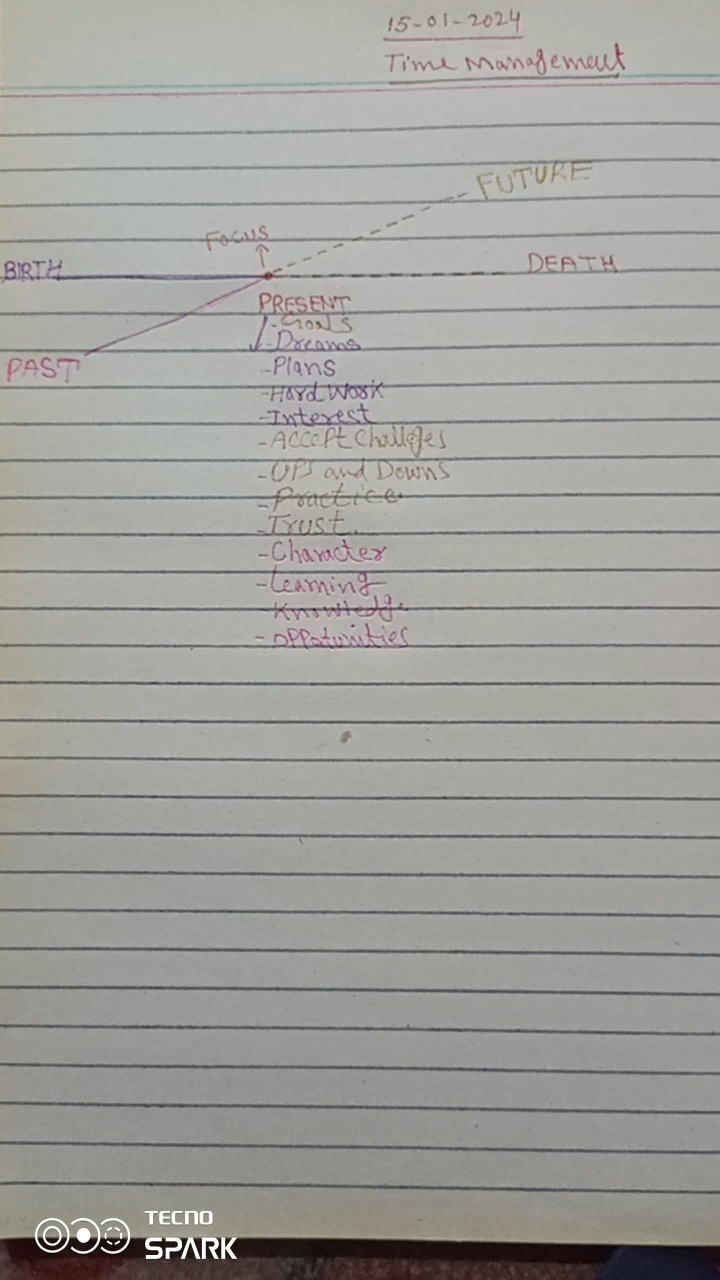 15-01-2024
Time Management
FUTURE
FOCUS
BIRTH
DEATH
PRESENT
PAST
- Goals
- Dreams
- Plans
- Hard Work
- Interest
- Accept Challeges
- UPS and Downs
- Practice
- Trust.
- Character
- Learning
- Knowledge
- Oppotunities
TECNO
SPARK